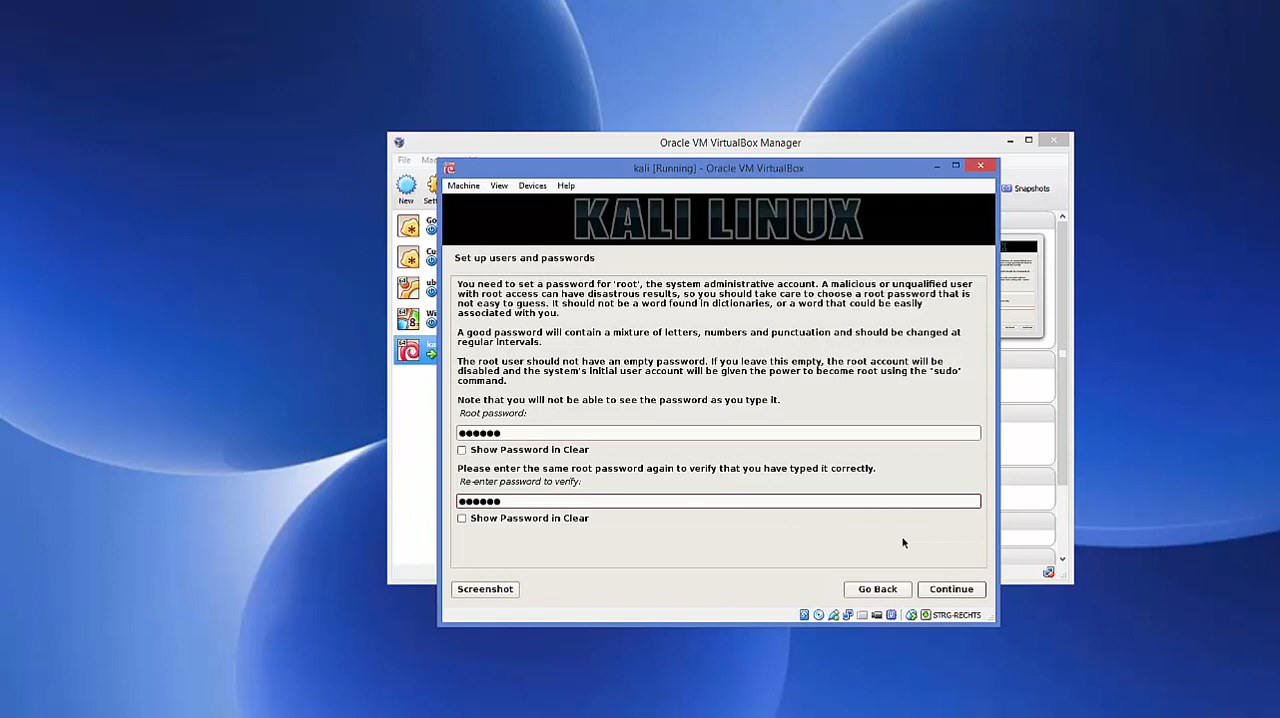 Oracle VM VirtualBox Manager
File
kali [Running] - Oracle VM VirtualBox
Machine View Devices Help
New
Snapshots
KALI LINUX
Set up users and passwords
You need to set a password for 'root', the system administrative account. A malicious or unqualified user
with root access can have disastrous results, so you should take care to choose a root password that is
not easy to guess. It should not be a word found in dictionaries, or a word that could be easily
associated with you.
A good password will contain a mixture of letters, numbers and punctuation and should be changed at
regular intervals.
The root user should not have an empty password. If you leave this empty, the root account will be
disabled and the system's initial user account will be given the power to become root using the "sudo"
command.
Note that you will not be able to see the password as you type it.
Root password:
●●●●●●
Show Password in Clear
Please enter the same root password again to verify that you have typed it correctly.
Re-enter password to verify:
●●●●●●
Show Password in Clear
Screenshot
Go Back
Continue
STRG-RECHTS